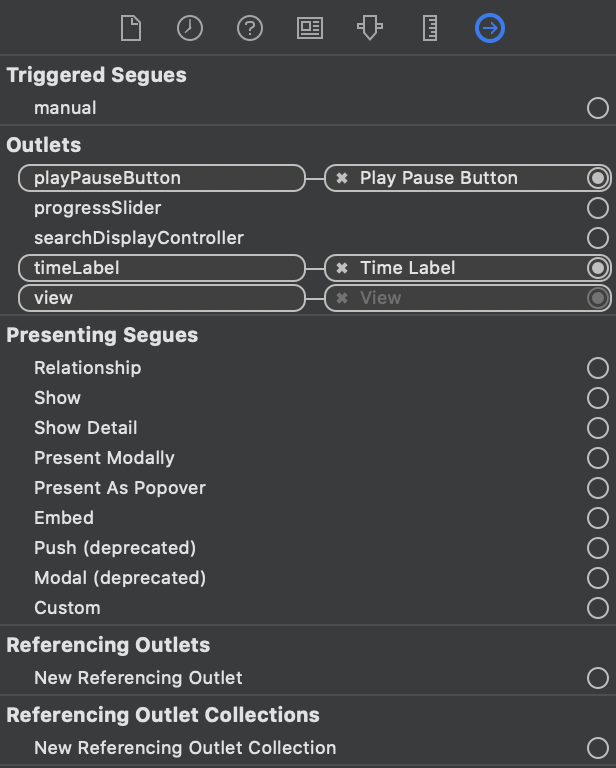 Triggered Segues
manual
Outlets
playPauseButton ✖ Play Pause Button
progressSlider
searchDisplayController
timeLabel ✖ Time Label
view ✖ View
Presenting Segues
Relationship
Show
Show Detail
Present Modally
Present As Popover
Embed
Push (deprecated)
Modal (deprecated)
Custom
Referencing Outlets
New Referencing Outlet
Referencing Outlet Collections
New Referencing Outlet Collection